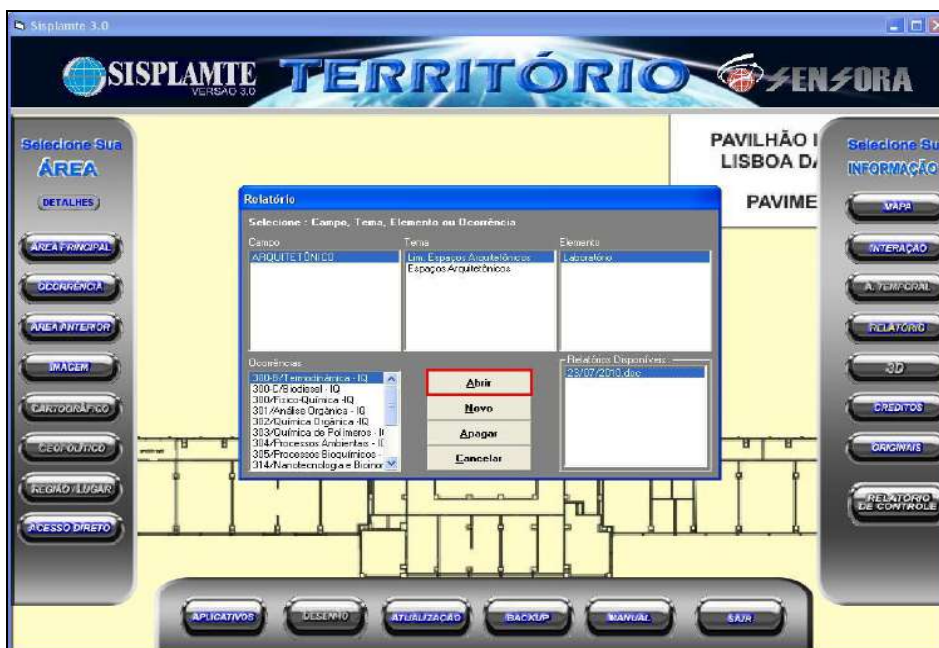 Sisplamte 3.0
SISPLAMTE
VERSÃO 3.0
TERRITÓRIO
SENSORA
Selecione Sua
ÁREA
DETALHES
ÁREA PRINCIPAL
OCORRÊNCIA
ÁREA ANTERIOR
IMAGEM
CARTOGRÁFICO
GEOPOLÍTICO
REGIÃO / LUGAR
ACESSO DIRETO
PAVILHÃO
LISBOA DA
PAVIME
Relatório
Selecione : Campo, Tema, Elemento ou Ocorrência
Campo
ARQUITETÔNICO
Tema
Lim. Espaços Arquitetônicos
Espaços Arquitetônicos
Elemento
Laboratório
Ocorrências
300-B/Termodinâmica - IQ
300-C/Biodiesel - IQ
300/Físico-Química -IQ
301/Análise Orgânica - IQ
302/Química Orgânica -IQ
303/Química de Polímeros - I
304/Processos Ambientais - I
305/Processos Bioquímicos -
314/Nanotecnologia e
Abrir
Novo
Apagar
Cancelar
Relatórios Disponíveis :
28/07/2010.doc
Selecione Su
INFORMAÇÃO
MAPA
INTERAÇÃO
A. TEMPORAL
RELATÓRIO
3D
CRÉDITOS
ORIGINAIS
RELATÓRIO
DE CONTROLE
APLICATIVOS
DESENHO
ATUALIZAÇÃO
BACKUP
MANUAL
SAIR